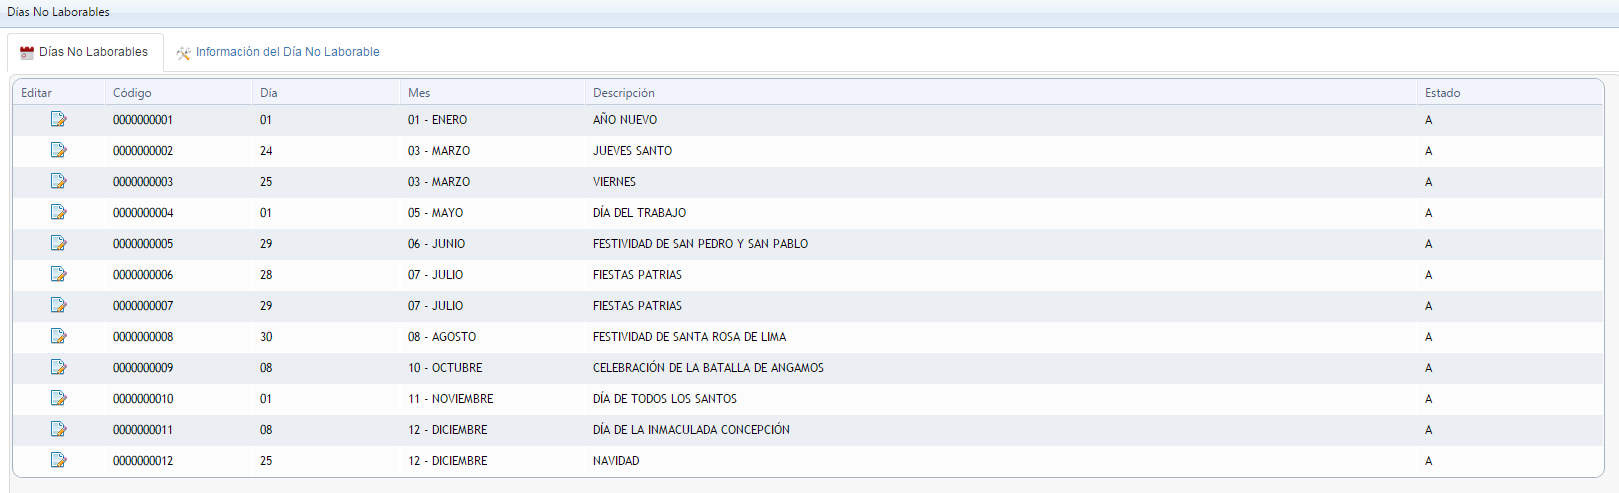 Días No Laborables
Días No Laborables Información del Día No Laborable
Editar Código Día Mes Descripción Estado
0000000001 01 01 - ENERO AÑO NUEVO A
0000000002 24 03 - MARZO JUEVES SANTO A
0000000003 25 03 - MARZO VIERNES A
0000000004 01 05 - MAYO DÍA DEL TRABAJO A
0000000005 29 06 - JUNIO FESTIVIDAD DE SAN PEDRO Y SAN PABLO A
0000000006 28 07 - JULIO FIESTAS PATRIAS A
0000000007 29 07 - JULIO FIESTAS PATRIAS A
0000000008 30 08 - AGOSTO FESTIVIDAD DE SANTA ROSA DE LIMA A
0000000009 08 10 - OCTUBRE CELEBRACIÓN DE LA BATALLA DE ANGAMOS A
0000000010 01 11 - NOVIEMBRE DÍA DE TODOS LOS SANTOS A
0000000011 08 12 - DICIEMBRE DÍA DE LA INMACULADA CONCEPCIÓN A
0000000012 25 12 - DICIEMBRE NAVIDAD A